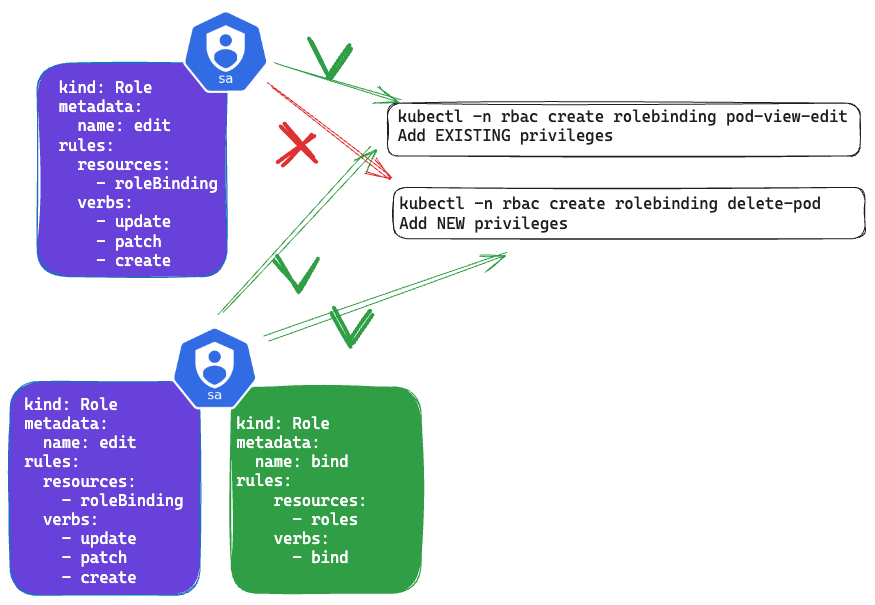 sa
kind: Role
metadata:
  name: edit
rules:
  resources:
    - roleBinding
  verbs:
    - update
    - patch
    - create
kubectl -n rbac create rolebinding pod-view-edit
Add EXISTING privileges
kubectl -n rbac create rolebinding delete-pod
Add NEW privileges
sa
kind: Role
metadata:
  name: edit
rules:
  resources:
    - roleBinding
  verbs:
    - update
    - patch
    - create
kind: Role
metadata:
  name: bind
rules:
    resources:
      - roles
    verbs:
      - bind